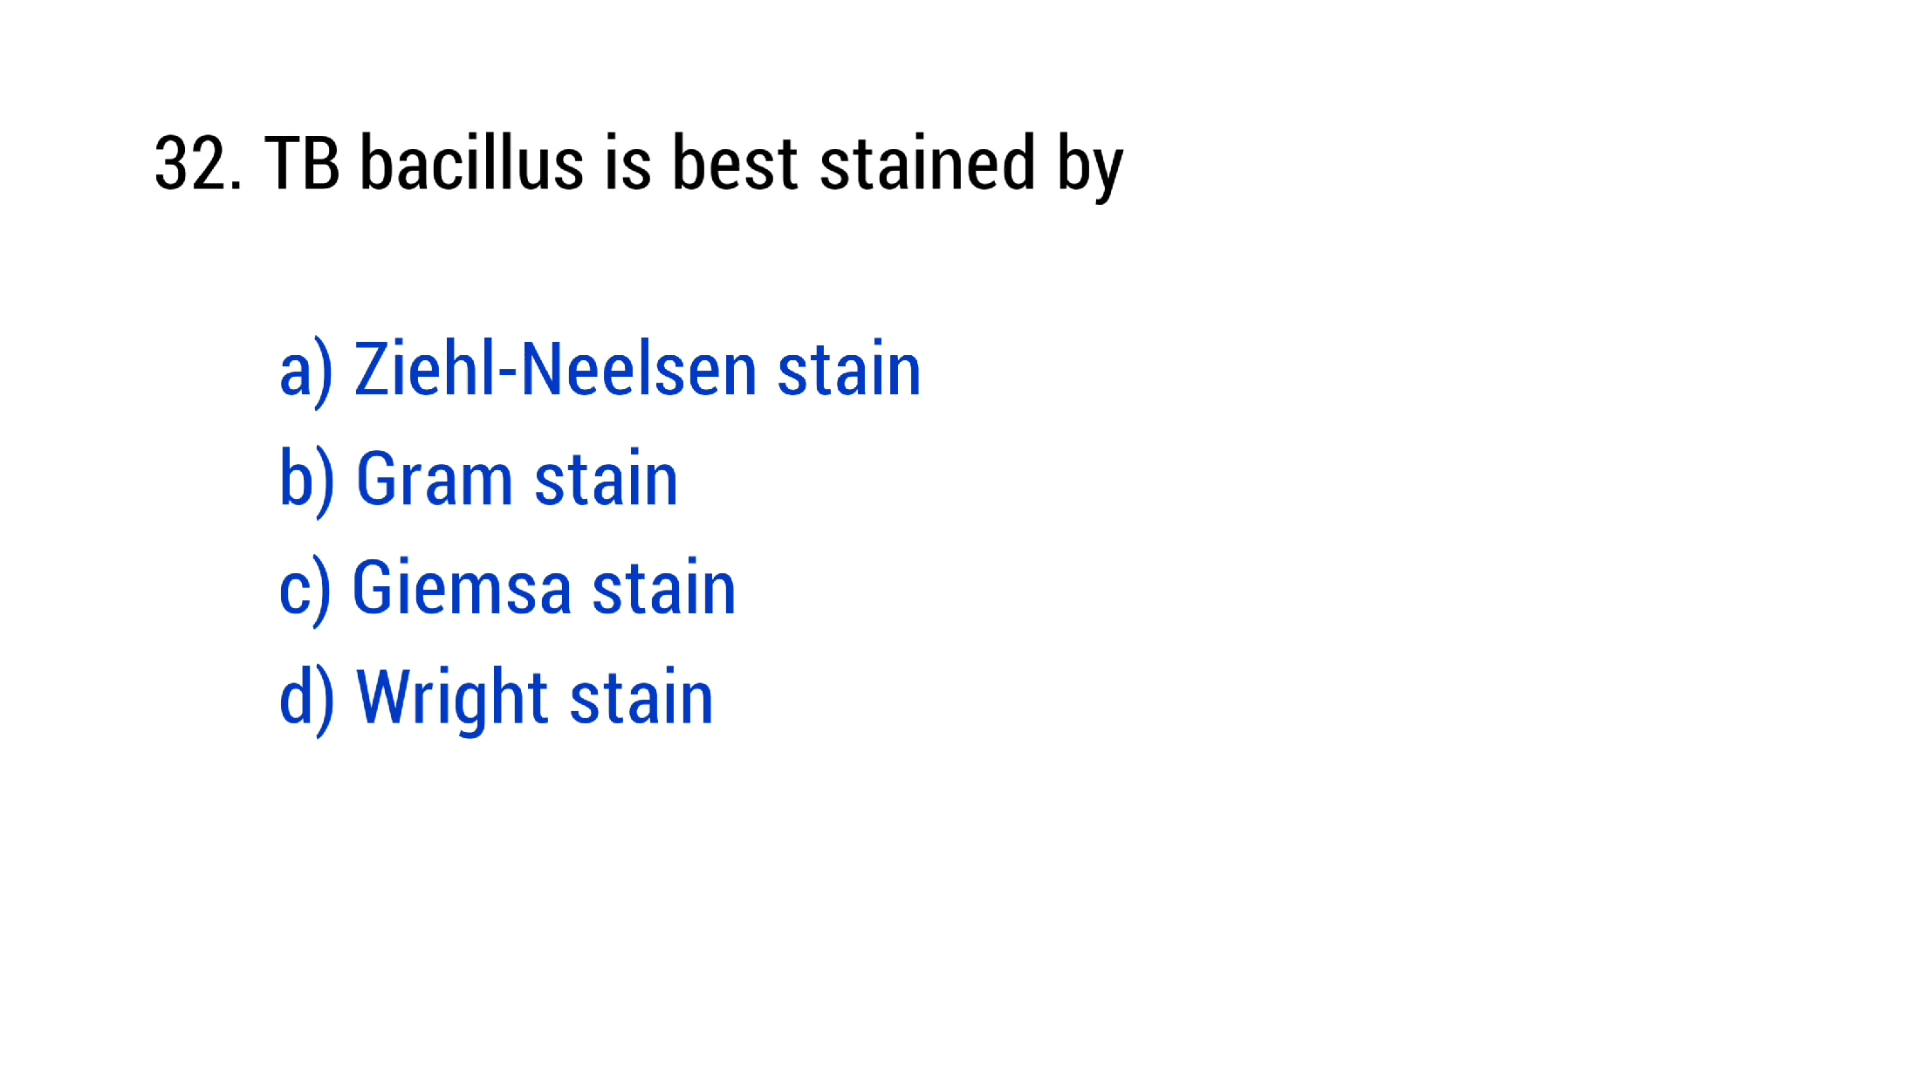 32. TB bacillus is best stained by
a) Ziehl-Neelsen stain
b) Gram stain
c) Giemsa stain
d) Wright stain